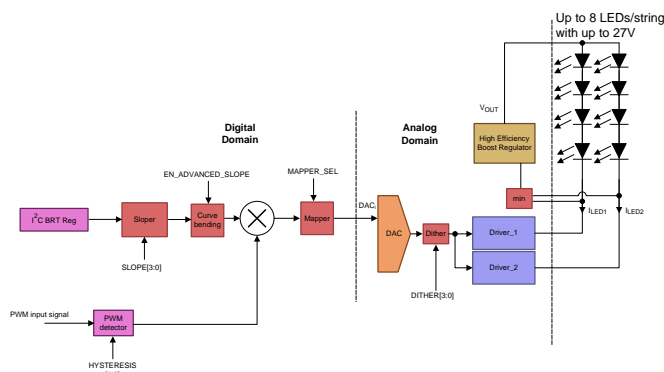 Up to 8 LEDs/string
with up to 27V
VOUT
High Efficiency
Boost Regulator
Digital
Domain
Analog
Domain
EN_ADVANCED_SLOPE
MAPPER_SEL
min
ILED1
ILED2
I2C BRT Reg
Sloper
Curve
bending
Mapper
DACi
DAC
Dither
Driver_1
Driver_2
SLOPE[3:0]
DITHER[3:0]
PWM input signal
PWM
detector
HYSTERESIS